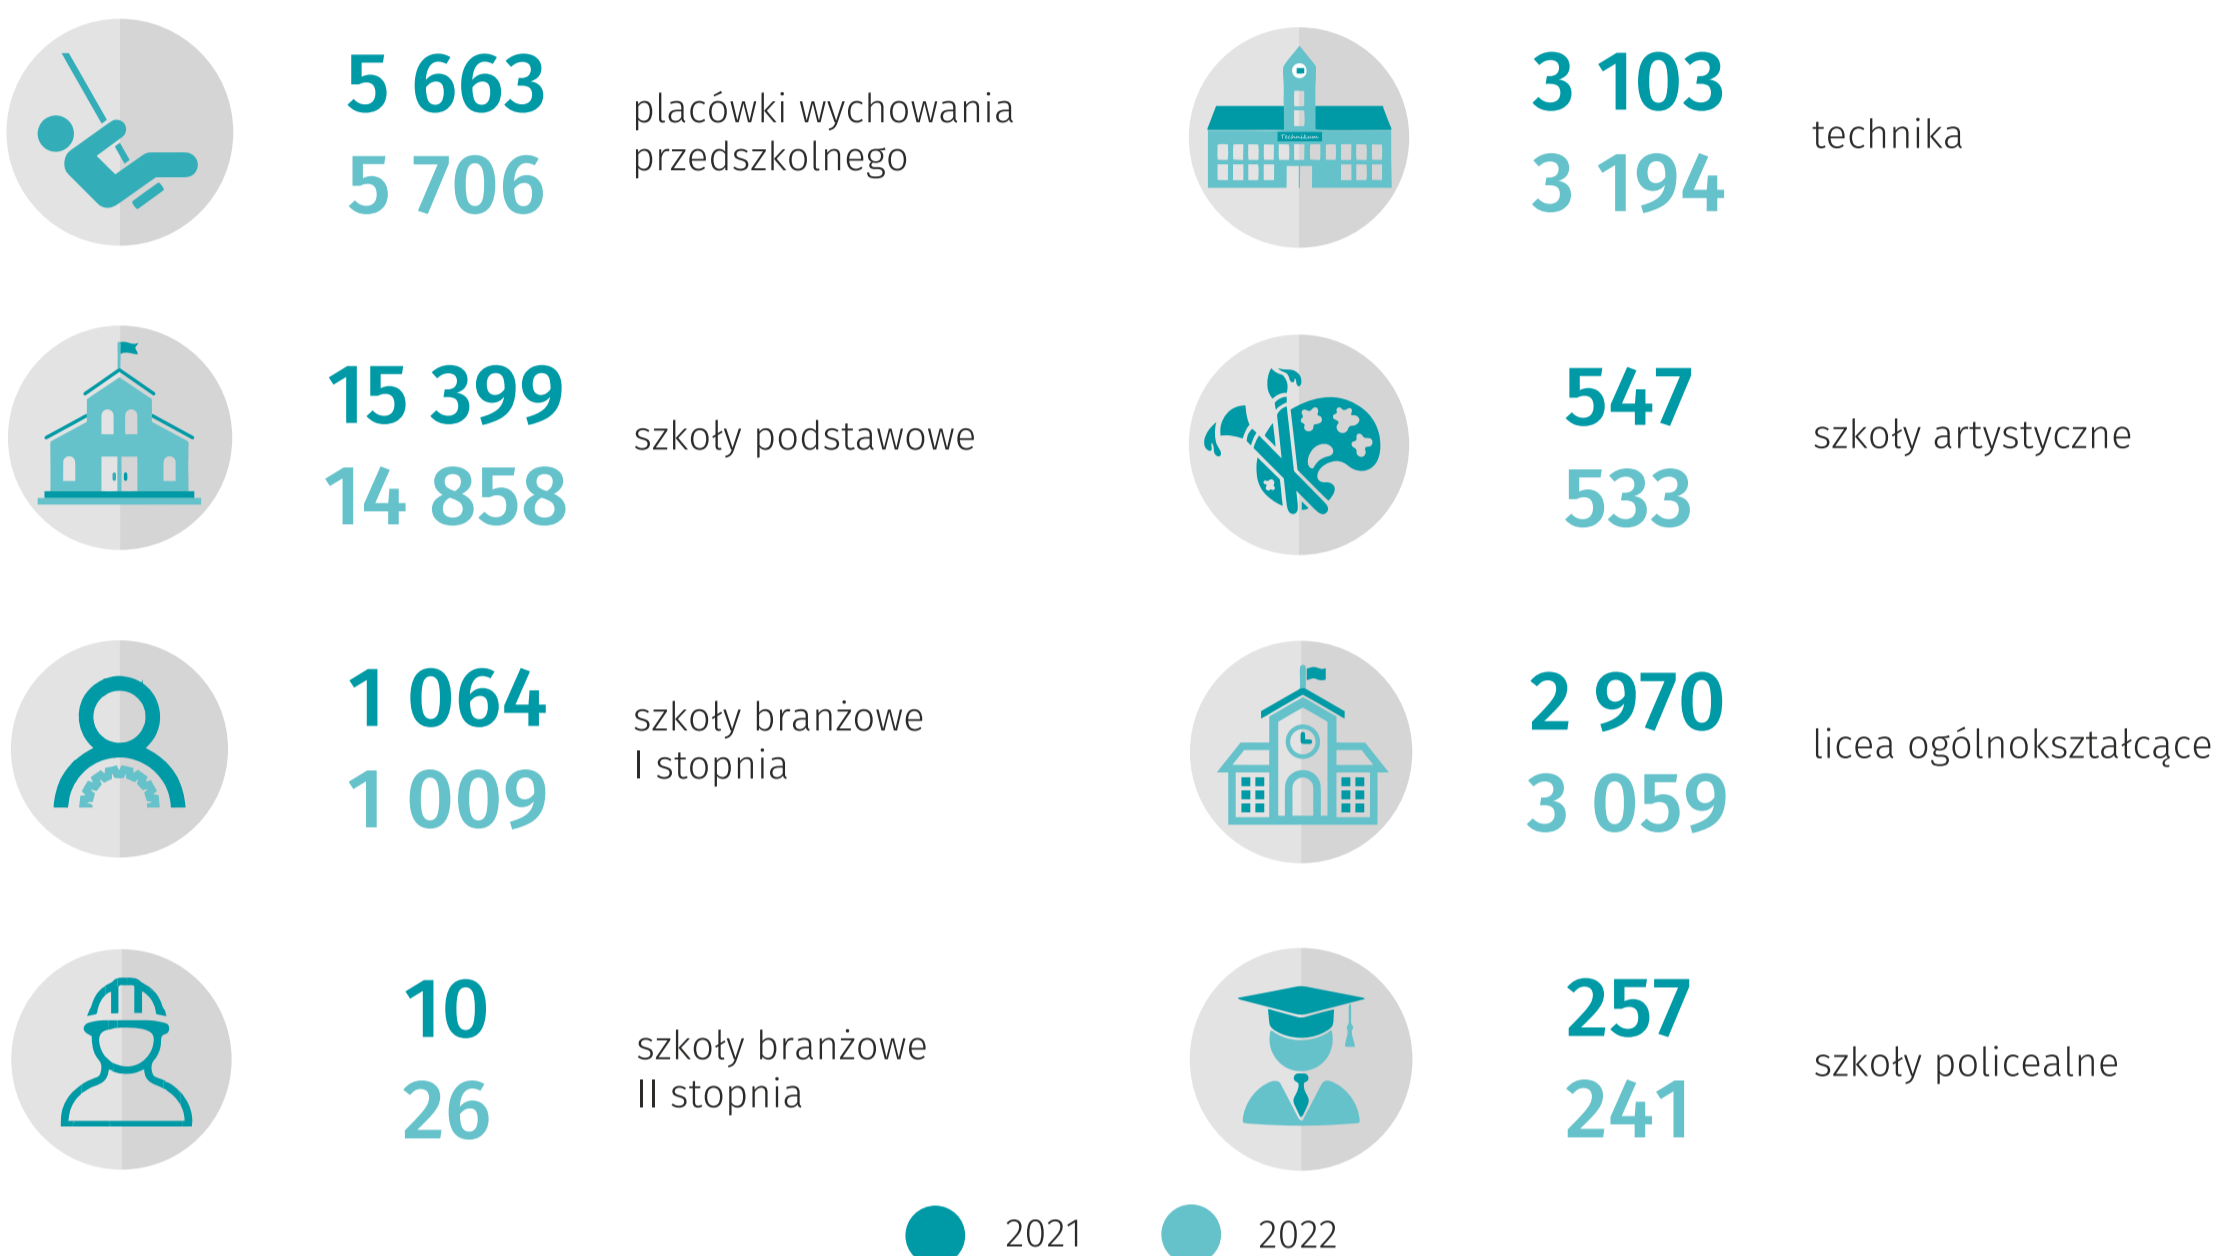 5 663
5 706
placówki wychowania
przedszkolnego
3 103
3 194
technika
Technikum
15 399
14 858
szkoły podstawowe
547
533
szkoły artystyczne
1 064
1 009
szkoły branżowe
I stopnia
2 970
3 059
licea ogólnokształcące
10
26
szkoły branżowe
II stopnia
257
241
szkoły policealne
2021
2022